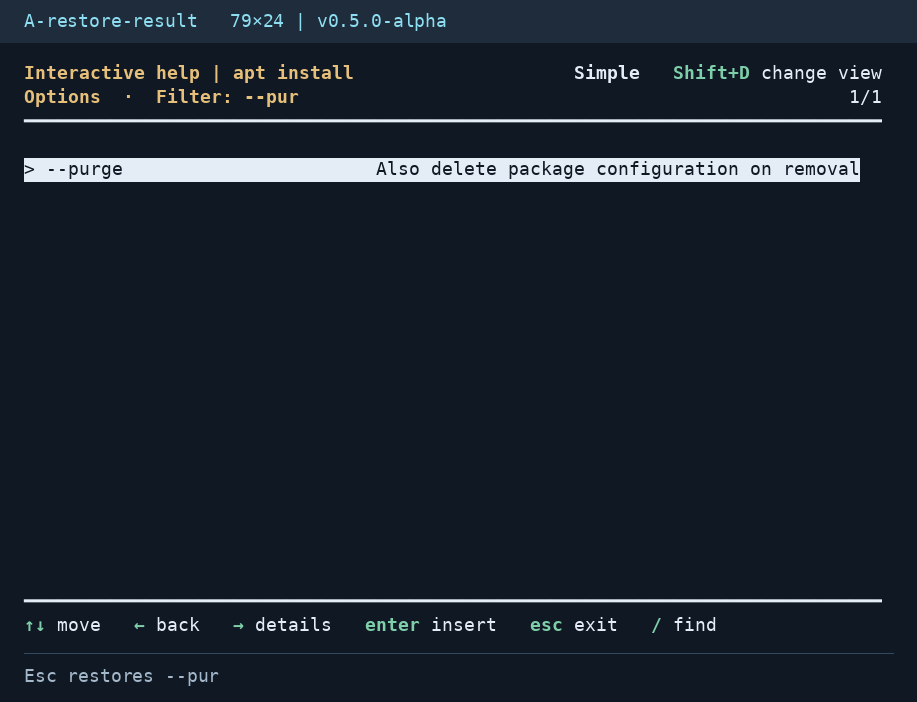 A-restore-result   79×24 | v0.5.0-alpha
Interactive help | apt install   Simple   Shift+D change view
Options  ·  Filter: --pur   1/1
> --purge   Also delete package configuration on removal
↑↓ move   ← back   → details   enter insert   esc exit   / find
Esc restores --pur